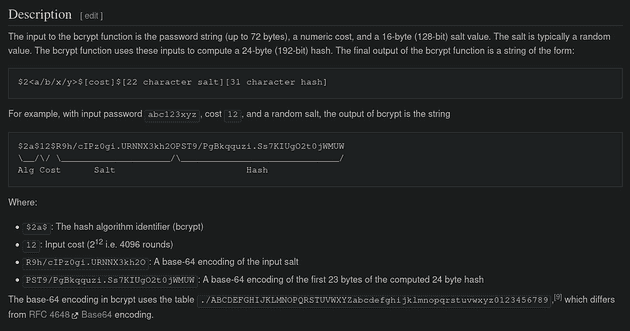 Description [ edit ]
The input to the bcrypt function is the password string (up to 72 bytes), a numeric cost, and a 16-byte (128-bit) salt value. The salt is typically a random
value. The bcrypt function uses these inputs to compute a 24-byte (192-bit) hash. The final output of the bcrypt function is a string of the form:
$2<a/b/x/y>$[cost]$[22 character salt][31 character hash]
For example, with input password abc123xyz, cost 12, and a random salt, the output of bcrypt is the string
$2a$12$R9h/cIPz0gi.URNNX3kh2OPST9/PgBkqquzi.Ss7KIUgO2t0jWMUW
\__/\/ \____________________/\_____________________________/
Alg Cost Salt Hash
Where:
• $2a$: The hash algorithm identifier (bcrypt)
• 12: Input cost (2¹² i.e. 4096 rounds)
• R9h/cIPz0gi.URNNX3kh2O: A base-64 encoding of the input salt
• PST9/PgBkqquzi.Ss7KIUgO2t0jWMUW: A base-64 encoding of the first 23 bytes of the computed 24 byte hash
The base-64 encoding in bcrypt uses the table ./ABCDEFGHIJKLMNOPQRSTUVWXYZabcdefghijklmnopqrstuvwxyz0123456789,[9] which differs
from RFC 4648 Base64 encoding.